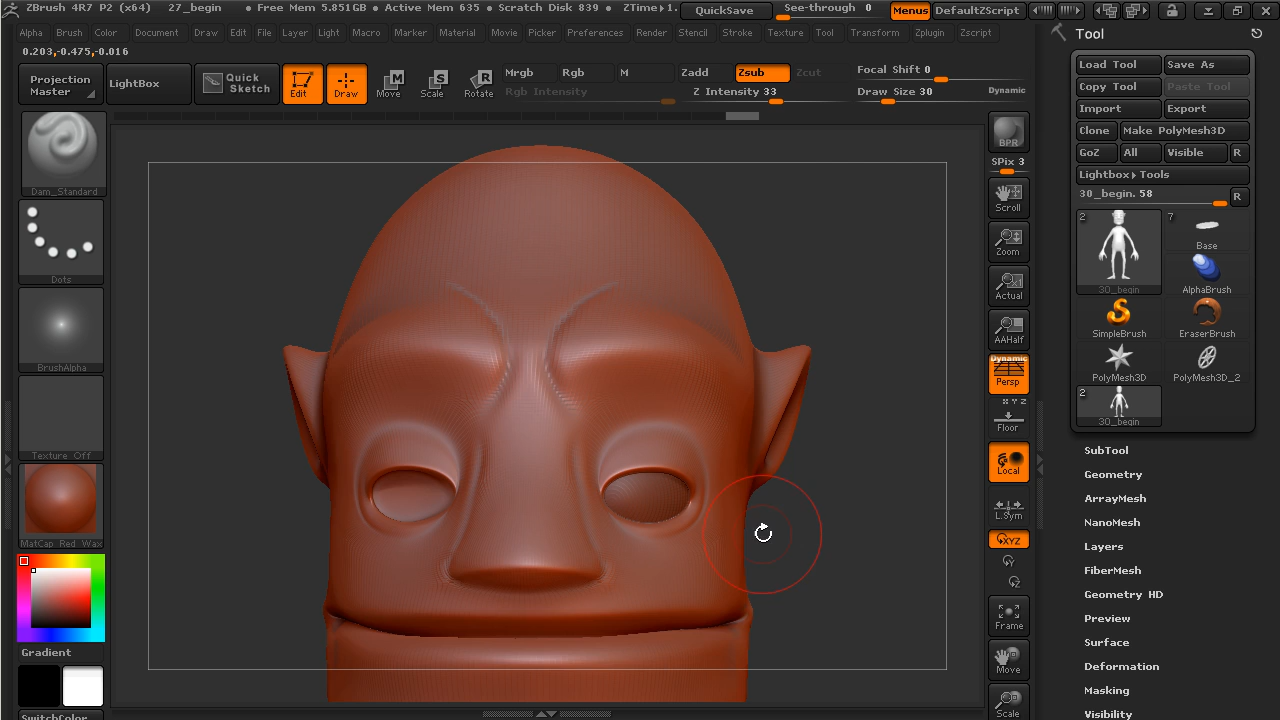 ZBrush 4R7 P2 (x64) 27_begin • Free Mem 5.851GB • Active Mem 635 • Scratch Disk 839 • ZTime▸1. QuickSave See-through 0 Menus DefaultZScript
Alpha Brush Color Document Draw Edit File Layer Light Macro Marker Material Movie Picker Preferences Render Stencil Stroke Texture Tool Transform Zplugin Zscript
0.203,-0.475,-0.016
Projection Master
LightBox
Quick Sketch
Edit
Draw
Move
Scale
Rotate
Mrgb Rgb M
Rgb Intensity
Zadd Zsub Zcut
Z Intensity 33
Focal Shift 0
Draw Size 30
Dynamic
Dam_Standard
Dots
BrushAlpha
Texture Off
MatCap Red Wax
Gradient
SwitchColor
BPR
SPix 3
Scroll
Zoom
Actual
AAHalf
Dynamic
Persp
X Y Z
Floor
Local
L.Sym
XYZ
Y
Z
Frame
Move
Scale
Tool
Load Tool Save As
Copy Tool Paste Tool
Import Export
Clone Make PolyMesh3D
GoZ All Visible R
Lightbox▸Tools
30_begin. 58 R
2 7
Base
30_begin AlphaBrush
SimpleBrush EraserBrush
PolyMesh3D PolyMesh3D_2
2
30_begin
SubTool
Geometry
ArrayMesh
NanoMesh
Layers
FiberMesh
Geometry HD
Preview
Surface
Deformation
Masking
Visibility